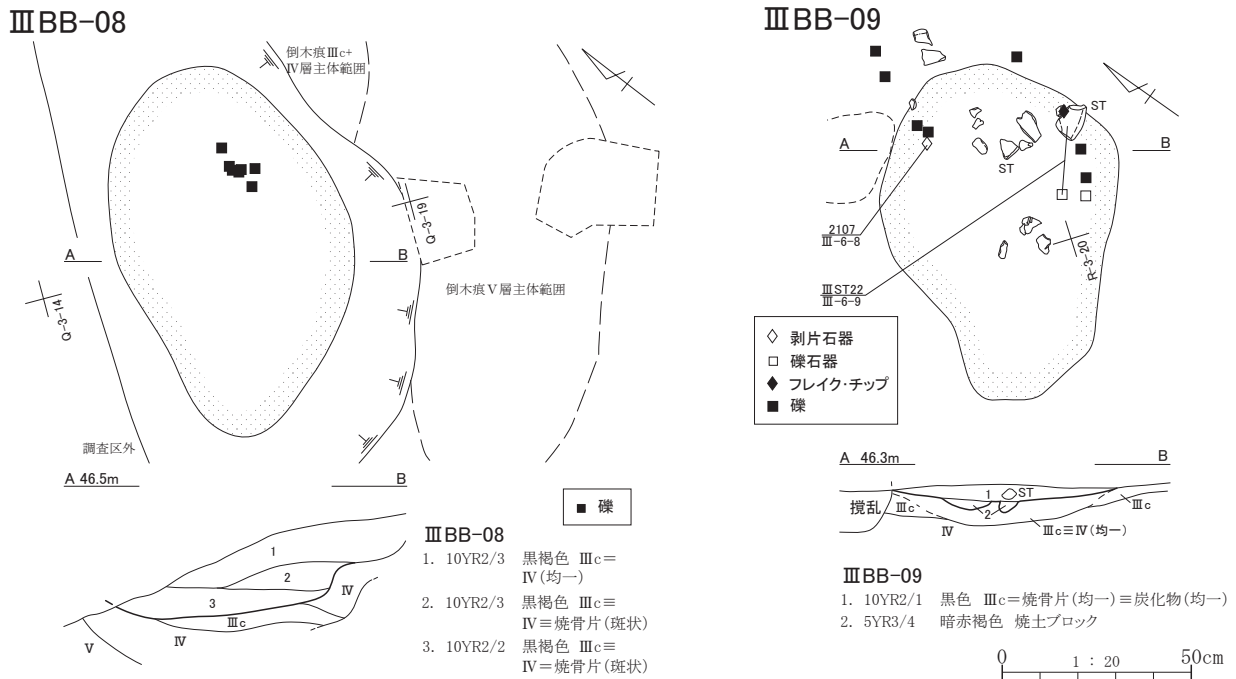 ⅢBB-08
倒木痕Ⅲc+
Ⅳ層主体範囲
Q-3-19
A
B
Q-3-14
倒木痕Ⅴ層主体範囲
調査区外
A 46.5m
B
■ 礫
1
2
3
Ⅳ
Ⅲc
Ⅳ
Ⅴ
ⅢBB-08
1. 10YR2/3 黒褐色 Ⅲc=
Ⅳ(均一)
2. 10YR2/3 黒褐色 Ⅲc≡
Ⅳ≡焼骨片(斑状)
3. 10YR2/2 黒褐色 Ⅲc≡
Ⅳ=焼骨片(斑状)
ⅢBB-09
ST
A
B
ST
2107
Ⅲ-6-8
R-3-20
ⅢST22
Ⅲ-6-9
◇ 剥片石器
□ 礫石器
◆ フレイク・チップ
■ 礫
A 46.3m
B
1
ST
撹乱
Ⅲc
2
Ⅲc
Ⅳ
Ⅲc≡Ⅳ(均一)
ⅢBB-09
1. 10YR2/1 黒色 Ⅲc=焼骨片(均一)≡炭化物(均一)
2. 5YR3/4 暗赤褐色 焼土ブロック
0 1 : 20 50cm